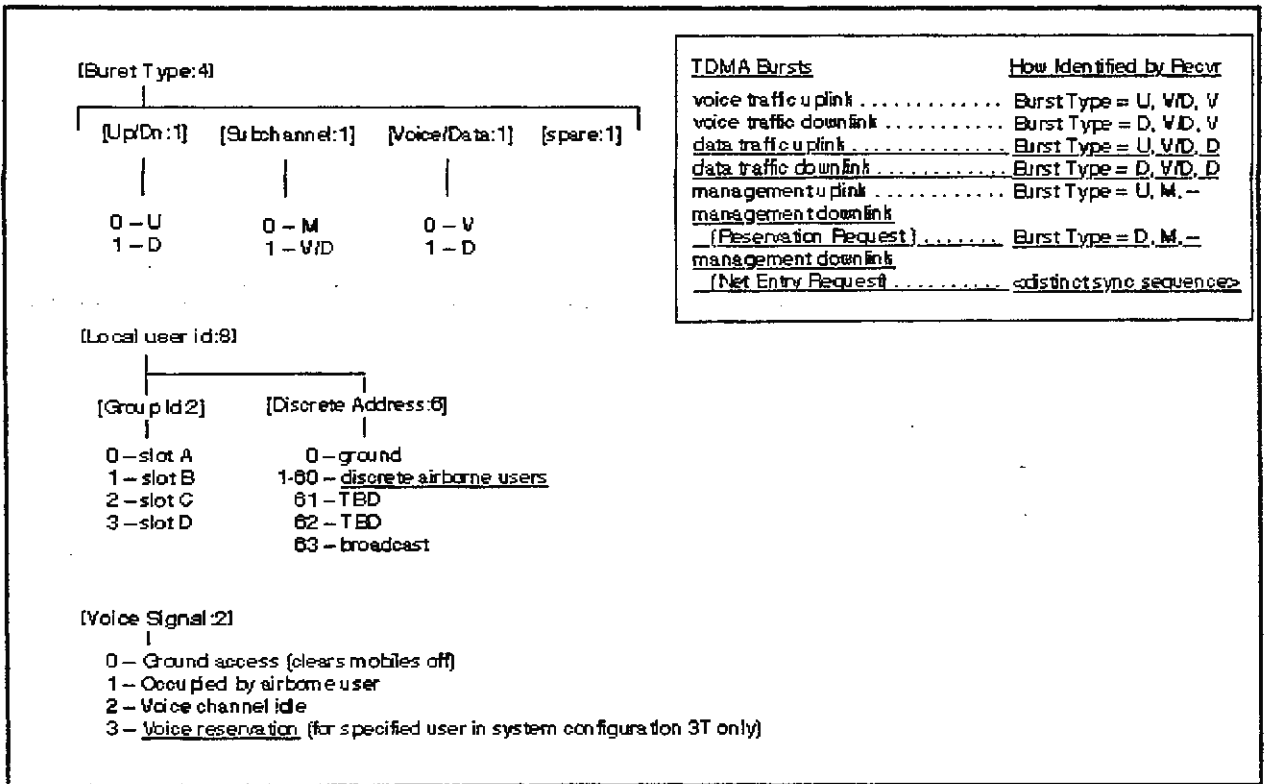 [Burst Type:4]
[Up/Dn:1] [Subchannel:1] [Voice/Data:1] [spare:1]
0 – U 0 – M 0 – V
1 – D 1 – V/D 1 – D
TDMA Bursts How Identified by Recvr
voice traffic uplink ............. Burst Type = U, V/D, V
voice traffic downlink ........... Burst Type = D, V/D, V
data traffic uplink .............. Burst Type = U, V/D, D
data traffic downlink ............ Burst Type = D, V/D, D
management uplink ............ Burst Type = U, M, –
management downlink
(Reservation Request) ....... Burst Type = D, M, –
management downlink
(Net Entry Request) .......... <distinct sync sequence>
[Local user id:8]
[Group Id:2] [Discrete Address:6]
0 – slot A 0 – ground
1 – slot B 1-60 – discrete airborne users
2 – slot C 61 – TBD
3 – slot D 62 – TBD
63 – broadcast
[Voice Signal:2]
0 – Ground access (clears mobiles off)
1 – Occupied by airborne user
2 – Voice channel idle
3 – Voice reservation (for specified user in system configuration 3T only)